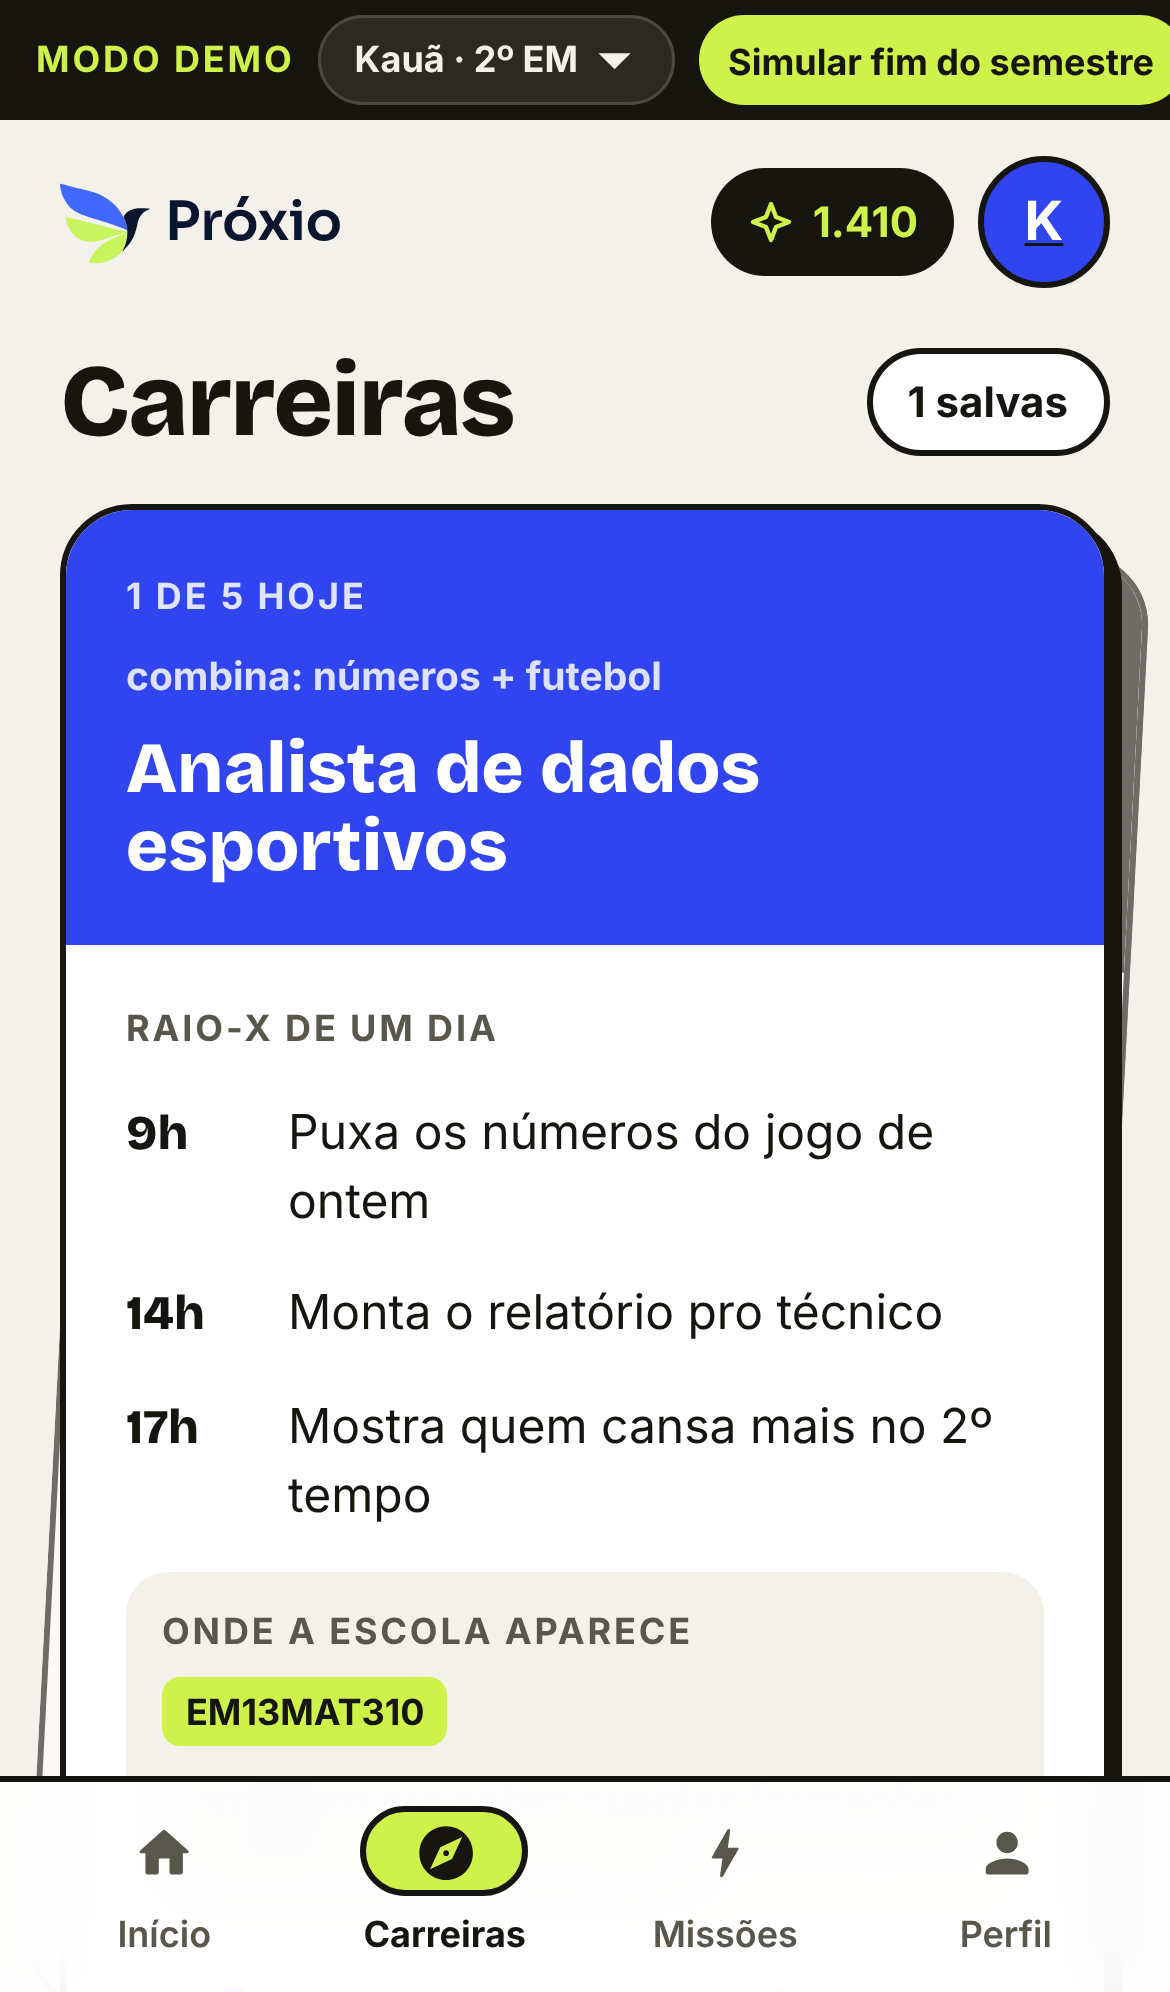 MODO DEMO
Kauã · 2º EM
Simular fim do semestre
Próxio
1.410
K
Carreiras
1 salvas
1 DE 5 HOJE
combina: números + futebol
Analista de dados
esportivos
RAIO-X DE UM DIA
9h Puxa os números do jogo de
ontem
14h Monta o relatório pro técnico
17h Mostra quem cansa mais no 2º
tempo
ONDE A ESCOLA APARECE
EM13MAT310
Início
Carreiras
Missões
Perfil